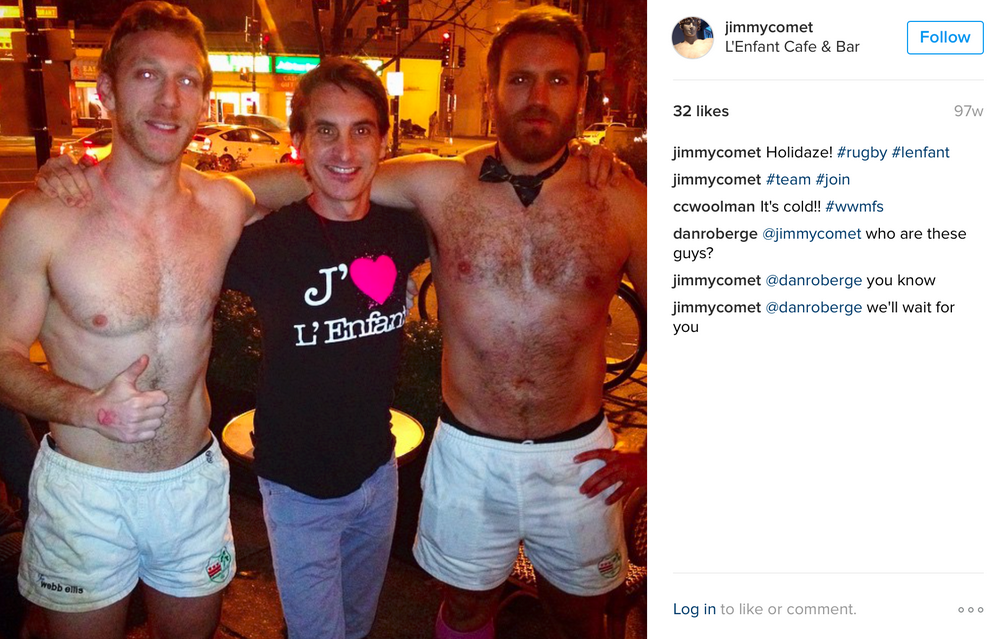 J'
L'Enfan
webb ellis
jimmycomet
L'Enfant Cafe & Bar
Follow
32 likes
97w
jimmycomet Holidaze! #rugby #lenfant
jimmycomet #team #join
ccwoolman It's cold!! #wwmfs
danroberge @jimmycomet who are these
guys?
jimmycomet @danroberge you know
jimmycomet @danroberge we'll wait for
you
Log in to like or comment.